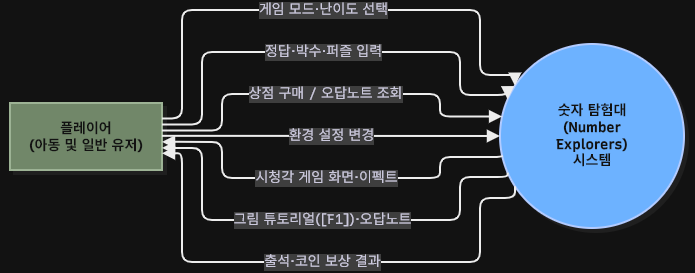 게임 모드·난이도 선택
정답·박수·퍼즐 입력
상점 구매 / 오답노트 조회
환경 설정 변경
시청각 게임 화면·이펙트
그림 튜토리얼([F1])·오답노트
출석·코인 보상 결과
플레이어
(아동 및 일반 유저)
숫자 탐험대
(Number
Explorers)
시스템